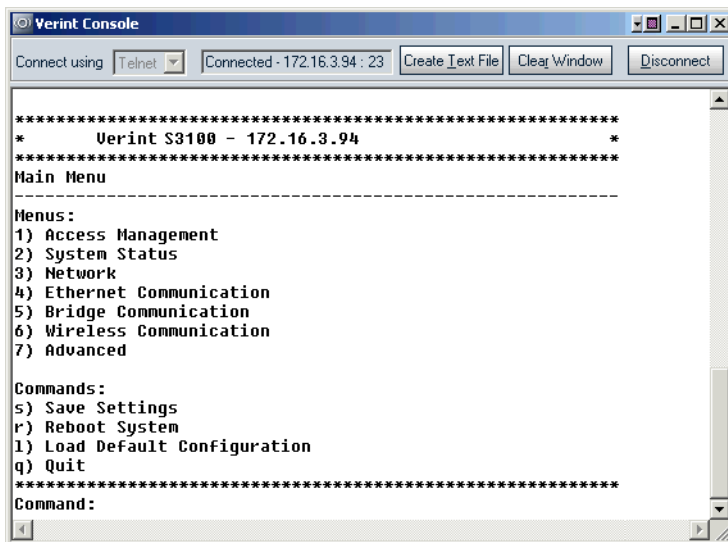 Verint Console
Connect using Telnet Connected - 172.16.3.94 : 23 Create Text File Clear Window Disconnect
***********************************************************
* Verint S3100 - 172.16.3.94 *
***********************************************************
Main Menu
-----------------------------------------------------------
Menus:
1) Access Management
2) System Status
3) Network
4) Ethernet Communication
5) Bridge Communication
6) Wireless Communication
7) Advanced
Commands:
s) Save Settings
r) Reboot System
l) Load Default Configuration
q) Quit
***********************************************************
Command: